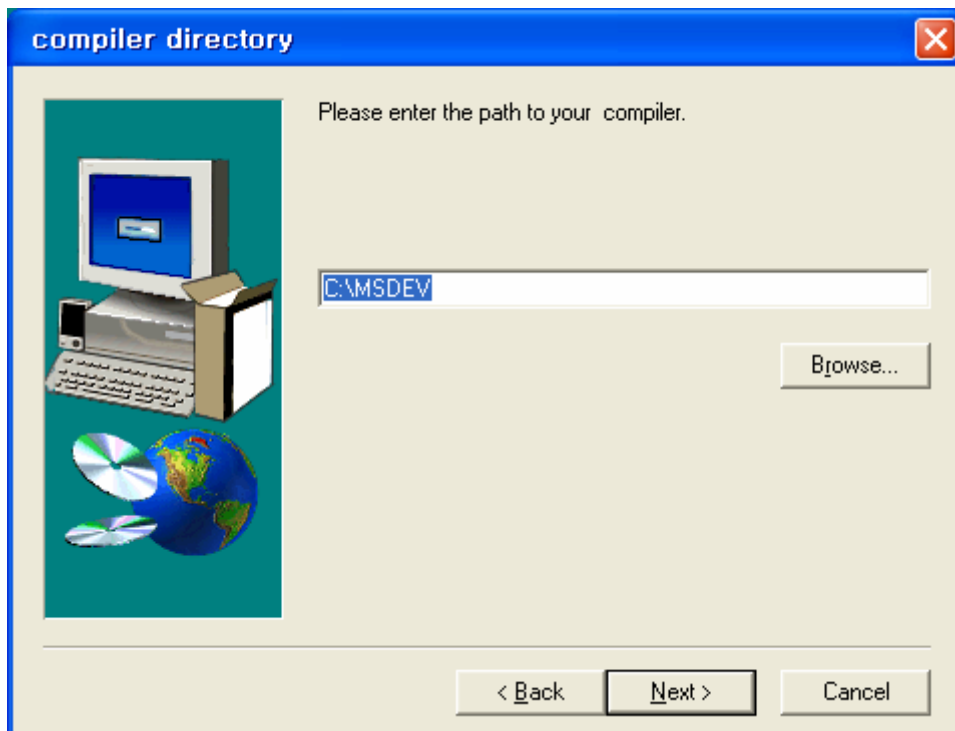 compiler directory
Please enter the path to your  compiler.
C:\MSDEV
Browse...
< Back
Next >
Cancel